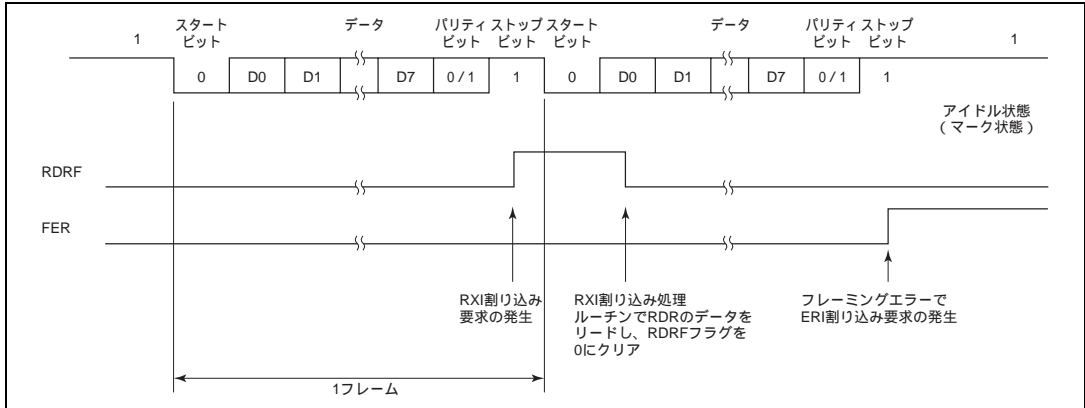 1 スタート ビット データ パリティ ビット ストップ ビット スタート ビット データ パリティ ビット ストップ ビット 1
0 D0 D1 D7 0 / 1 1 0 D0 D1 D7 0 / 1 1
アイドル状態
( マーク状態 )
RDRF
FER
RXI割り込み
要求の発生
RXI割り込み処理
ルーチンでRDRのデータを
リードし、RDRFフラグを
0にクリア
フレーミングエラーで
ERI割り込み要求の発生
1フレーム